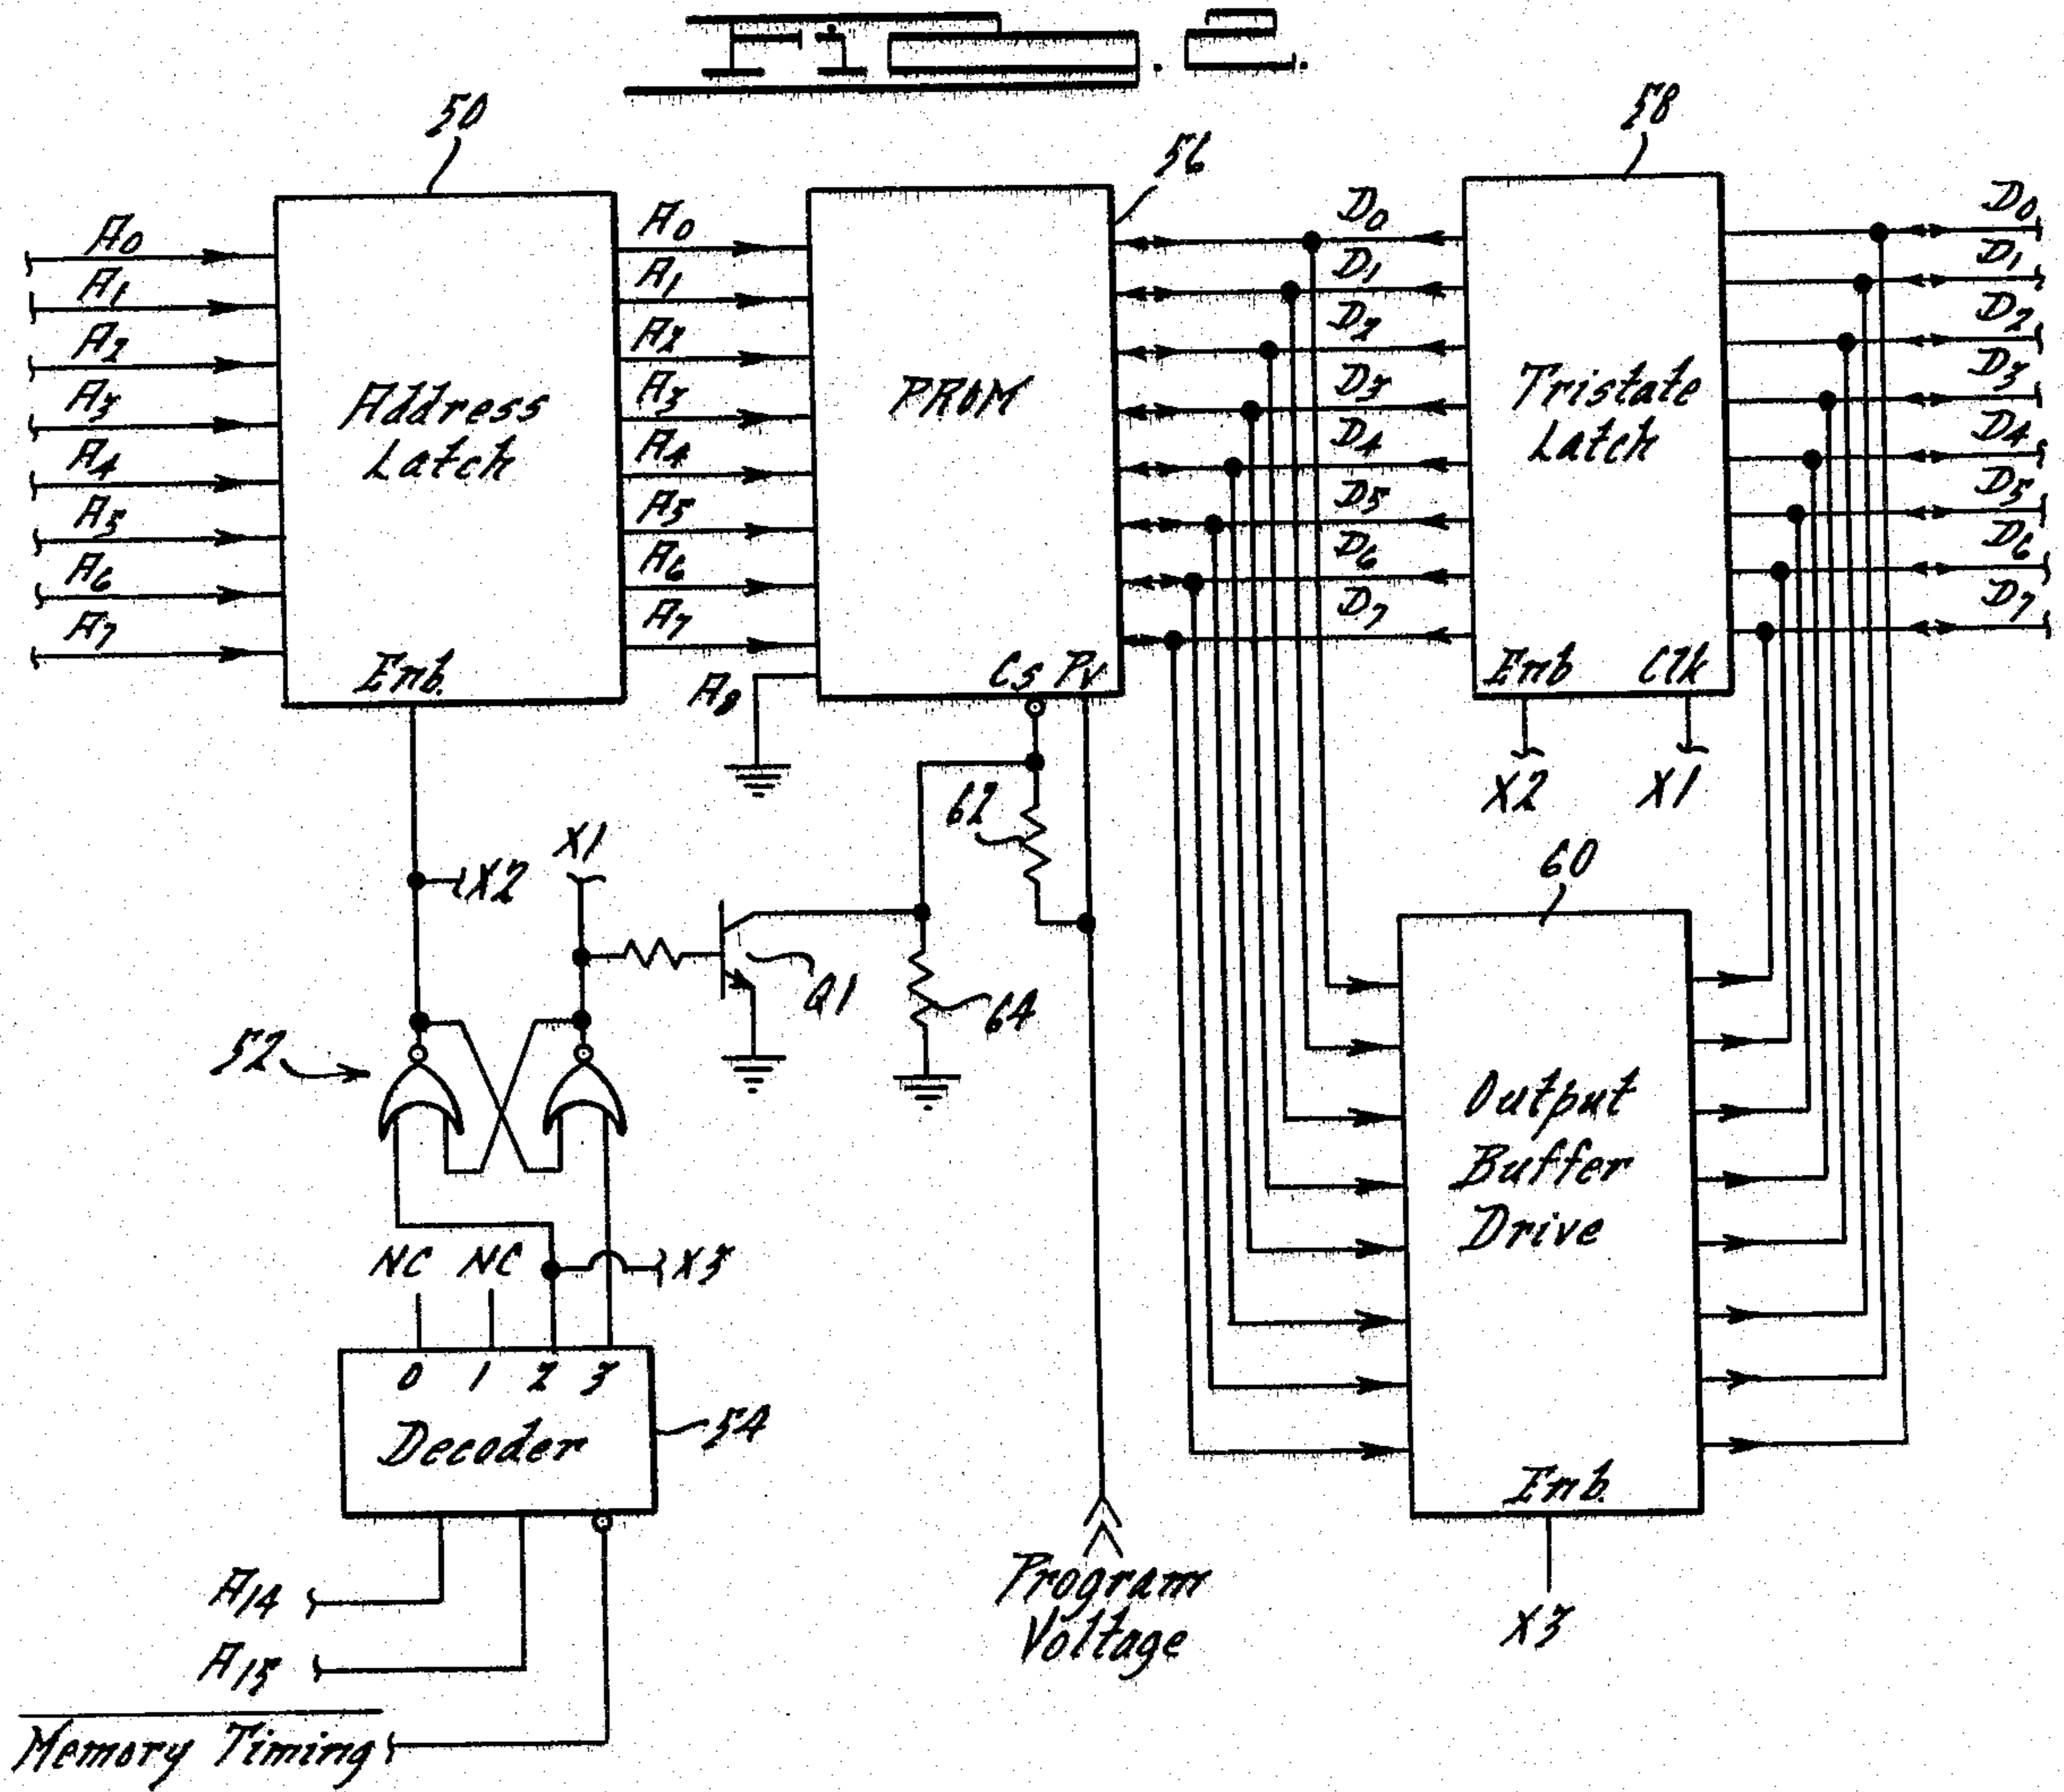 Fig. 2.
50
58
56
A0
A1
A2
A3
A4
A5
A6
A7
Address
Latch
Enb.
A0
A1
A2
A3
A4
A5
A6
A7
A8
PROM
Cs Pv
D0
D1
D2
D3
D4
D5
D6
D7
Tristate
Latch
Enb Clk
D0
D1
D2
D3
D4
D5
D6
D7
X2
X1
X2
X1
62
60
Q1
64
52
NC NC
X3
0 1 2 3
Decoder
54
Output
Buffer
Drive
Enb.
X3
A14
A15
Memory Timing
Program
Voltage